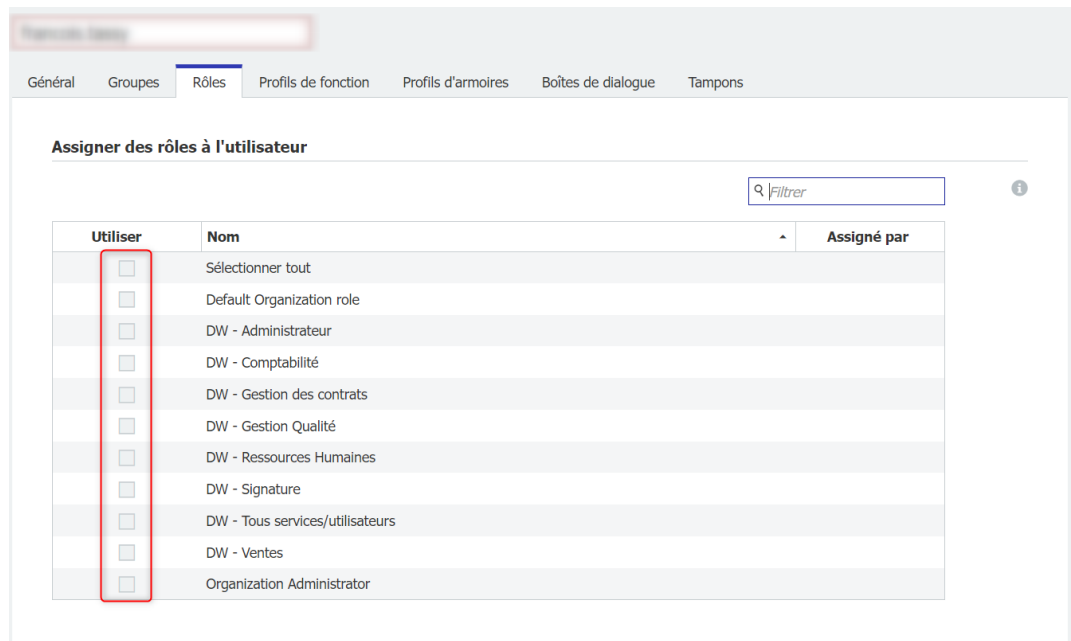 Général Groupes Rôles Profils de fonction Profils d'armoires Boîtes de dialogue Tampons
Assigner des rôles à l'utilisateur
Filtrer
Utiliser Nom Assigné par
Sélectionner tout
Default Organization role
DW - Administrateur
DW - Comptabilité
DW - Gestion des contrats
DW - Gestion Qualité
DW - Ressources Humaines
DW - Signature
DW - Tous services/utilisateurs
DW - Ventes
Organization Administrator